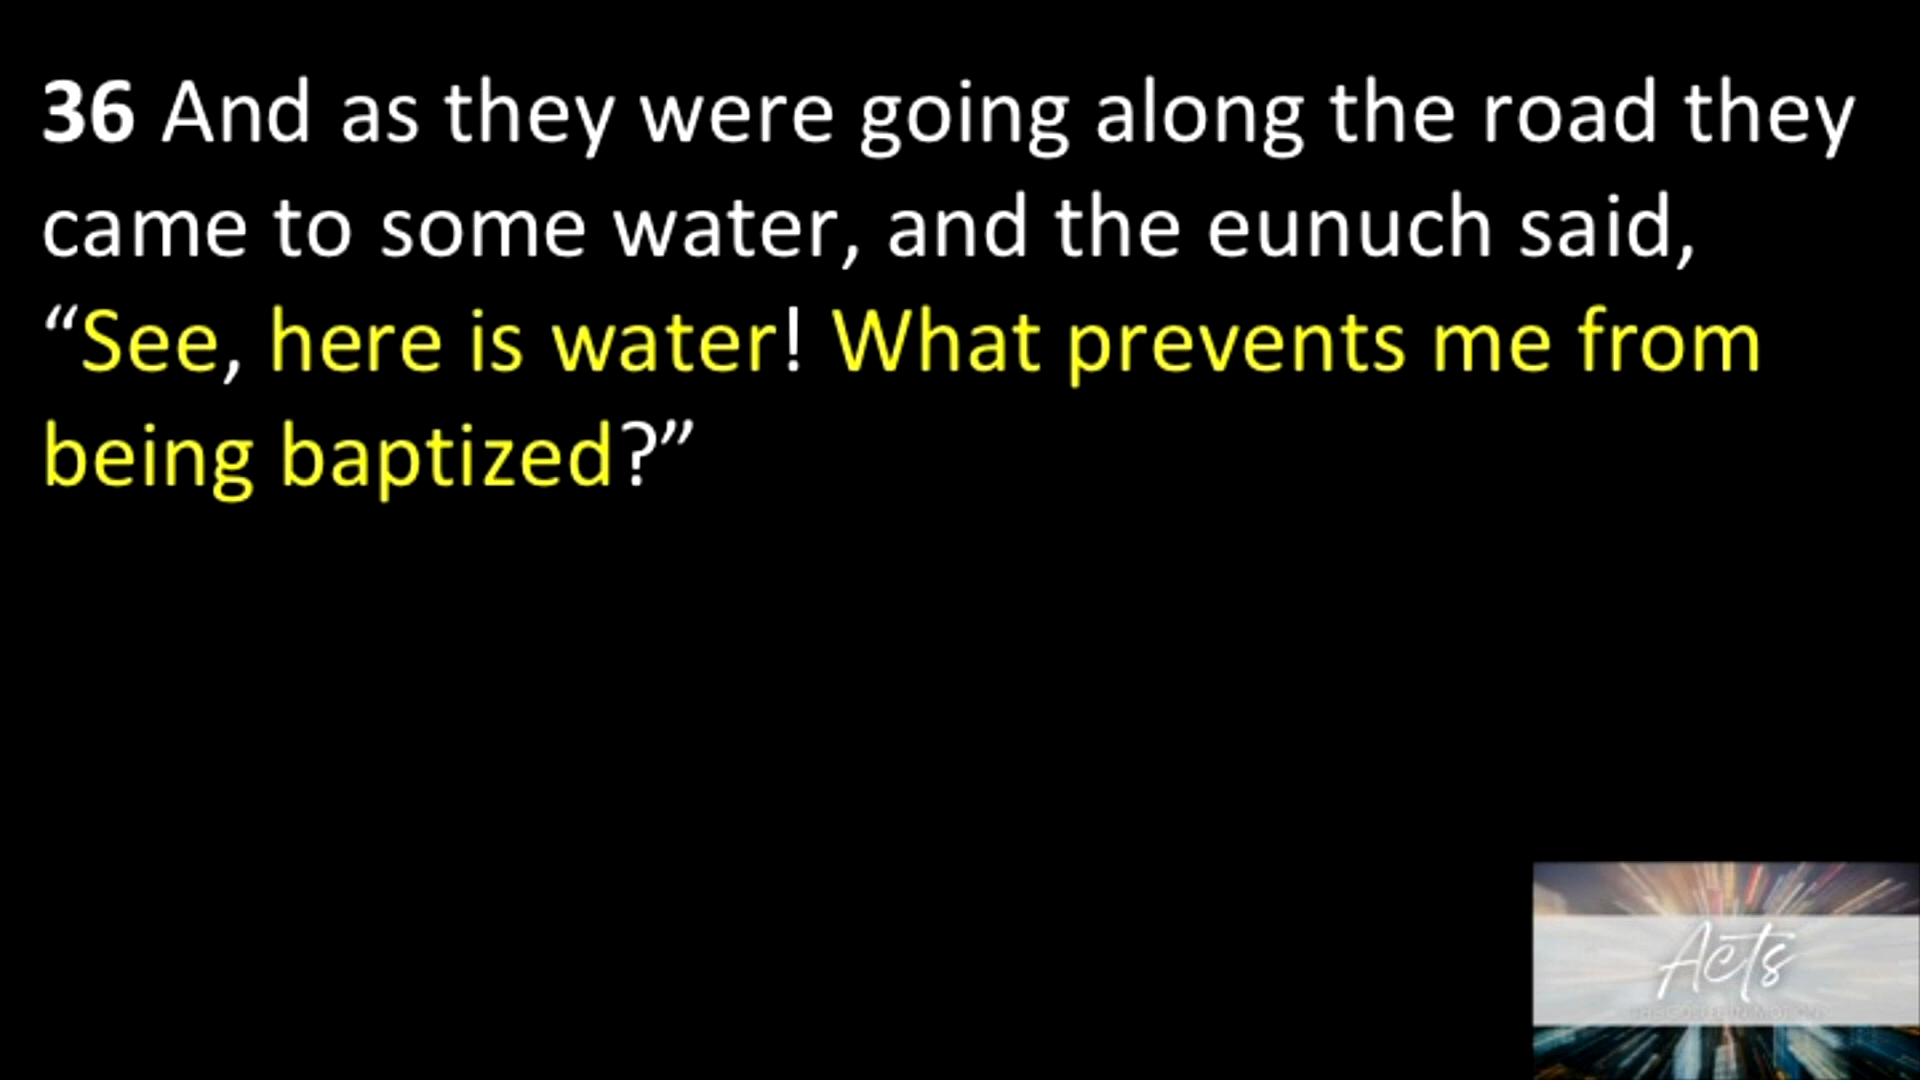 36 And as they were going along the road they
came to some water, and the eunuch said,
“See, here is water! What prevents me from
being baptized?”
Acts